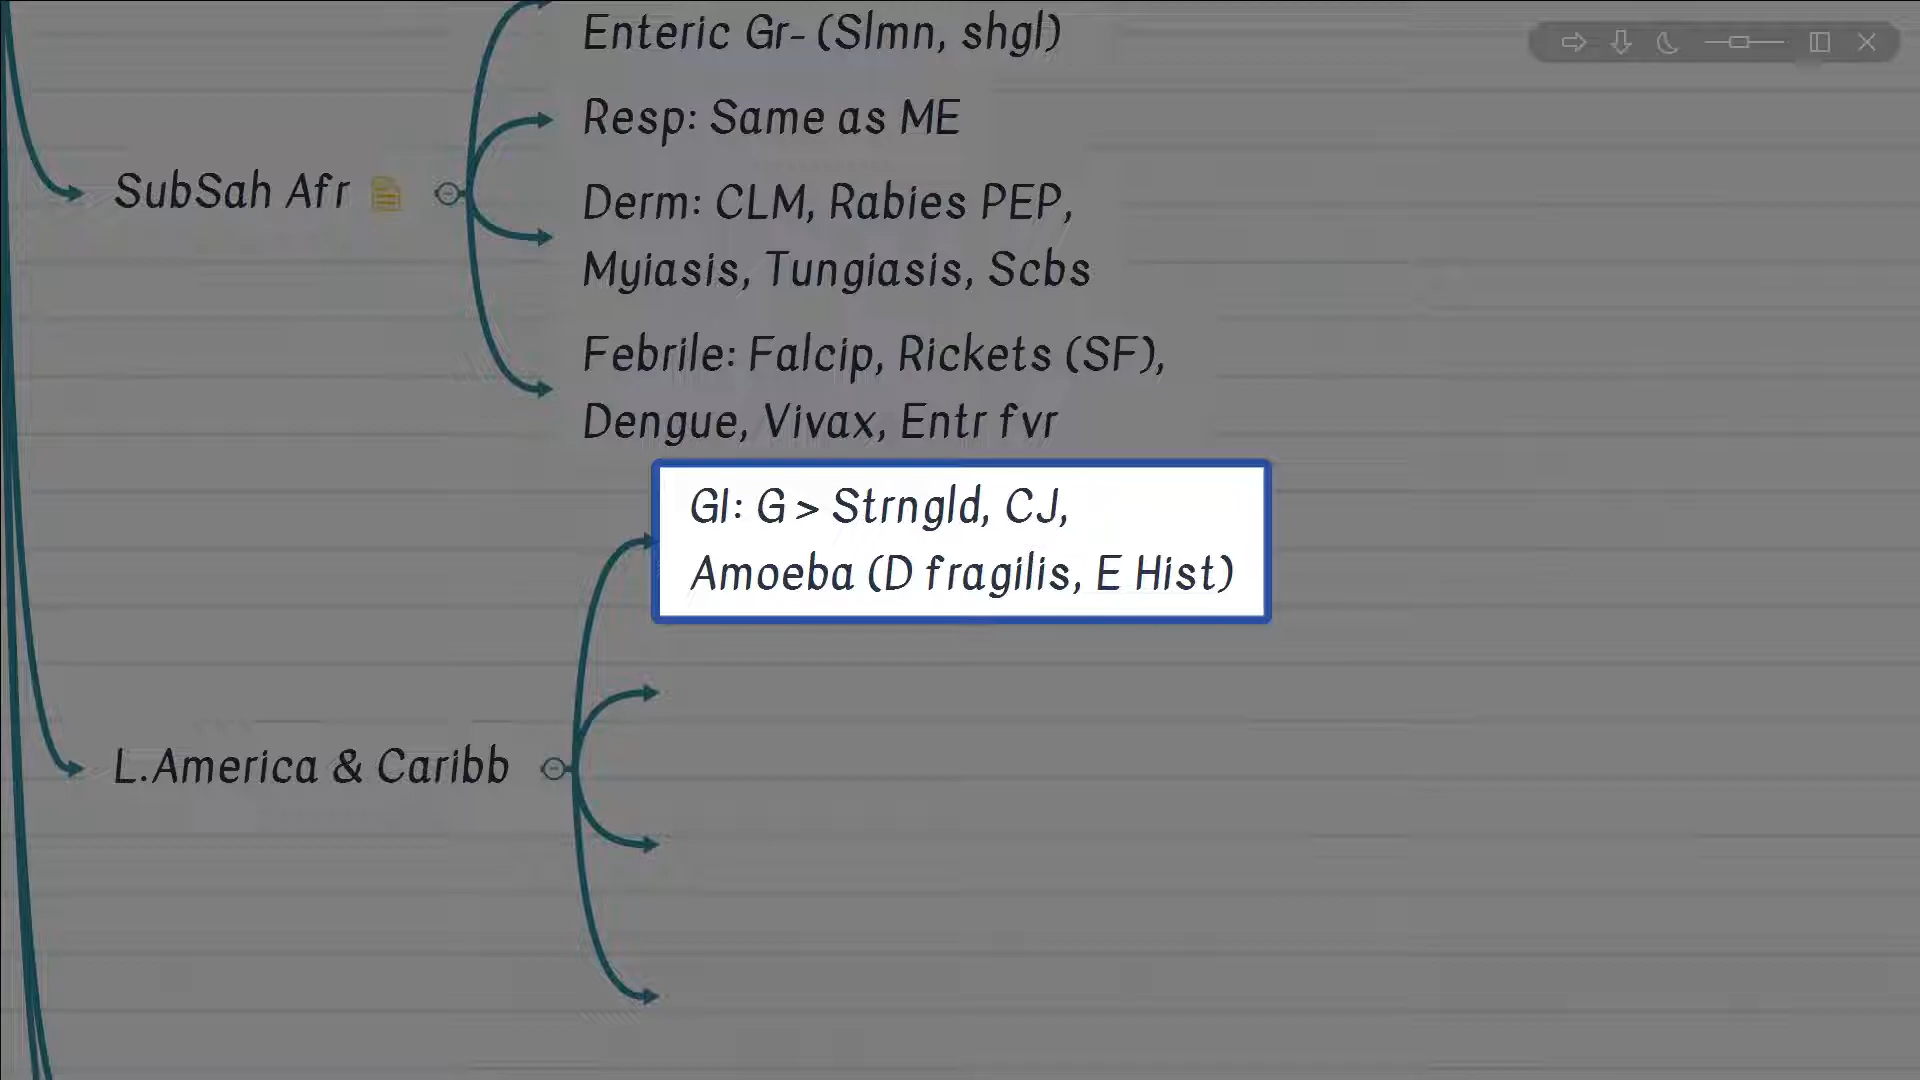 Enteric Gr- (Slmn, shgl)
Resp: Same as ME
SubSah Afr
Derm: CLM, Rabies PEP,
Myiasis, Tungiasis, Scbs
Febrile: Falcip, Rickets (SF),
Dengue, Vivax, Entr fvr
GI: G > Strngld, CJ,
Amoeba (D fragilis, E Hist)
L.America & Caribb